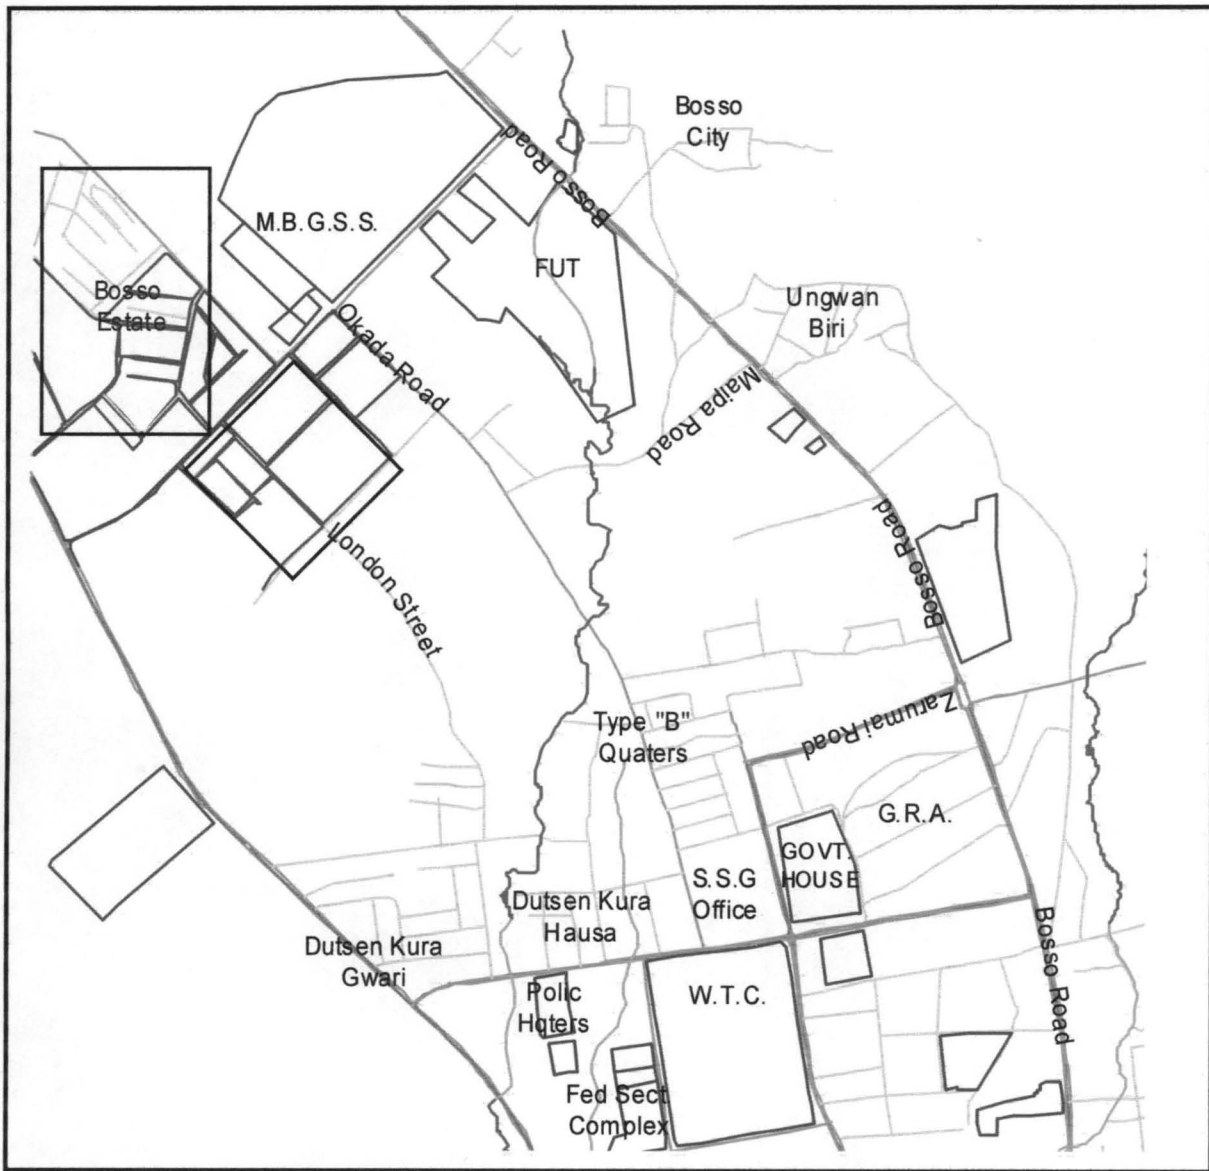 Bosso
City
Bosso Road
M.B.G.S.S.
FUT
Bosso
Estate
Ungwan
Biri
Okada Road
Maipa Road
Bosso Road
London Street
Type "B"
Quaters
Zarumai Road
G.R.A.
GOVT.
HOUSE
S.S.G
Office
Dutsen Kura
Hausa
Dutsen Kura
Gwari
Bosso Road
Polic
Hqters
W.T.C.
Fed Sect
Complex